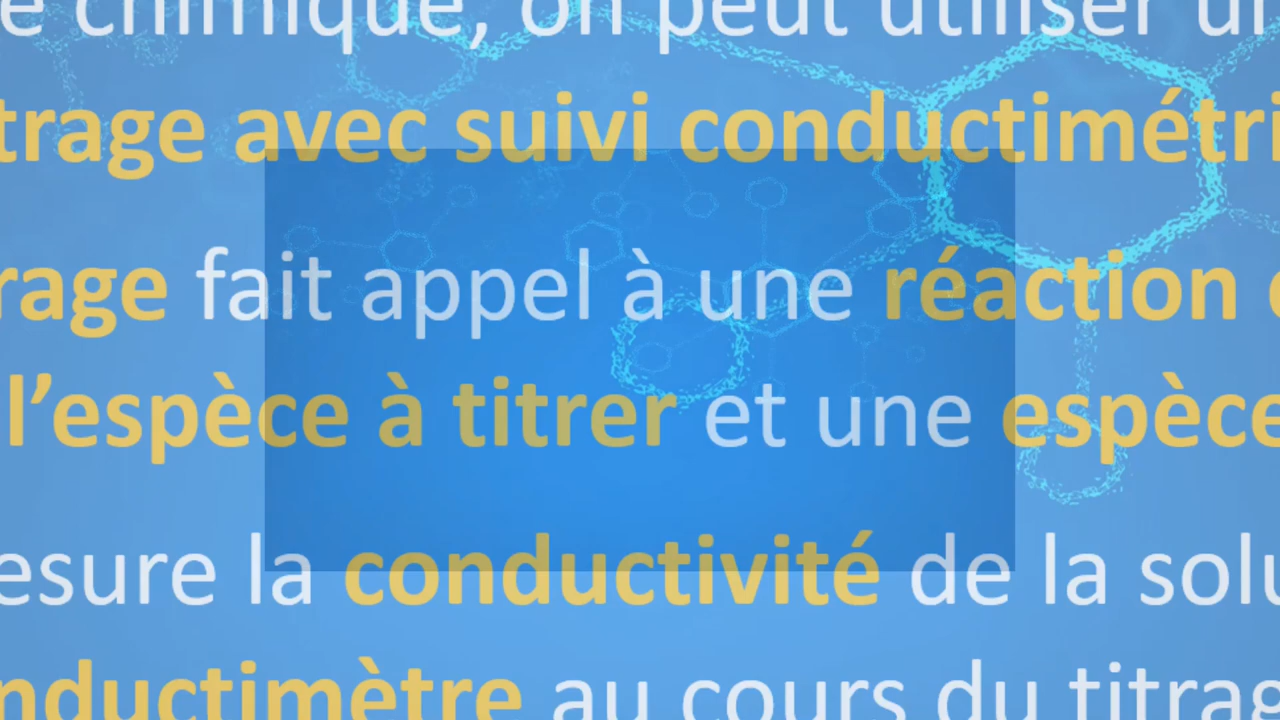 e chimique, on peut utiliser un
trage avec suivi conductimétri
rage fait appel à une réaction
l’espèce à titrer et une espèce
esure la conductivité de la solu
nductimètre au cours du titrag